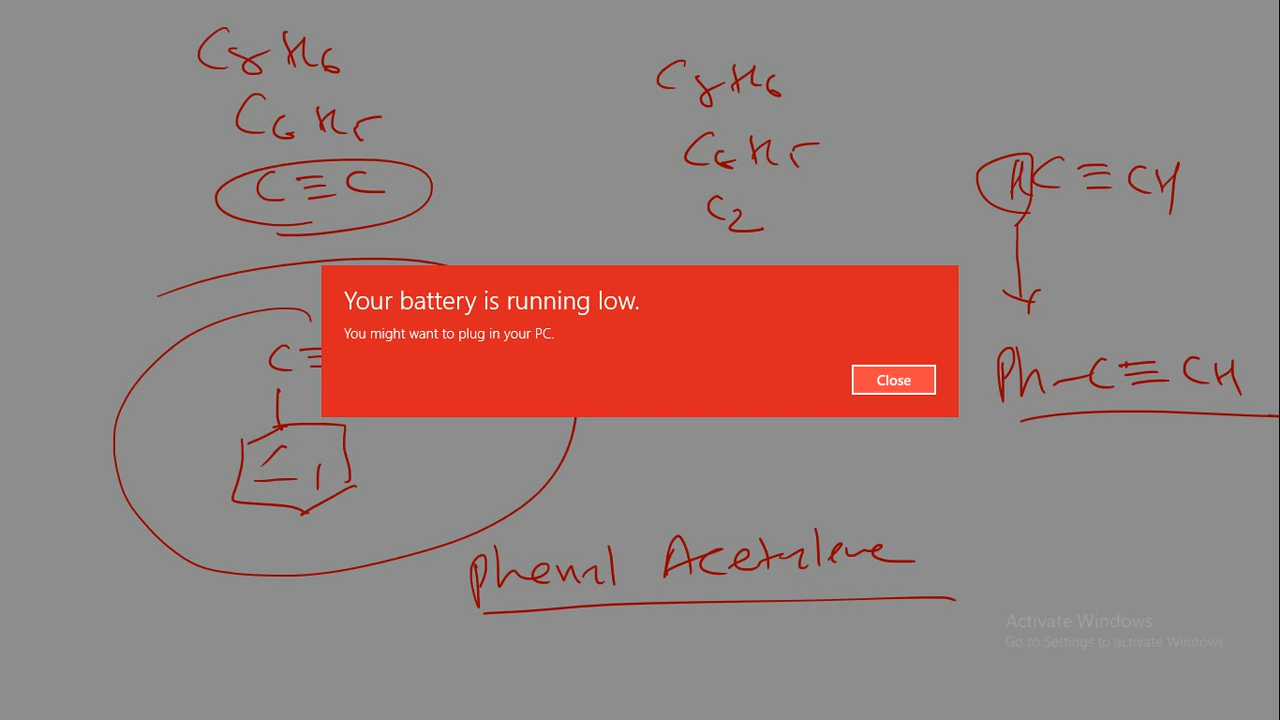 C8H6
C6H5
C≡C
C8H6
C6H5
C2
HC≡CH
Your battery is running low.
You might want to plug in your PC.
Close
C≡
Ph-C≡CH
Phenyl Acetylene
Activate Windows
Go to Settings to activate Windows.